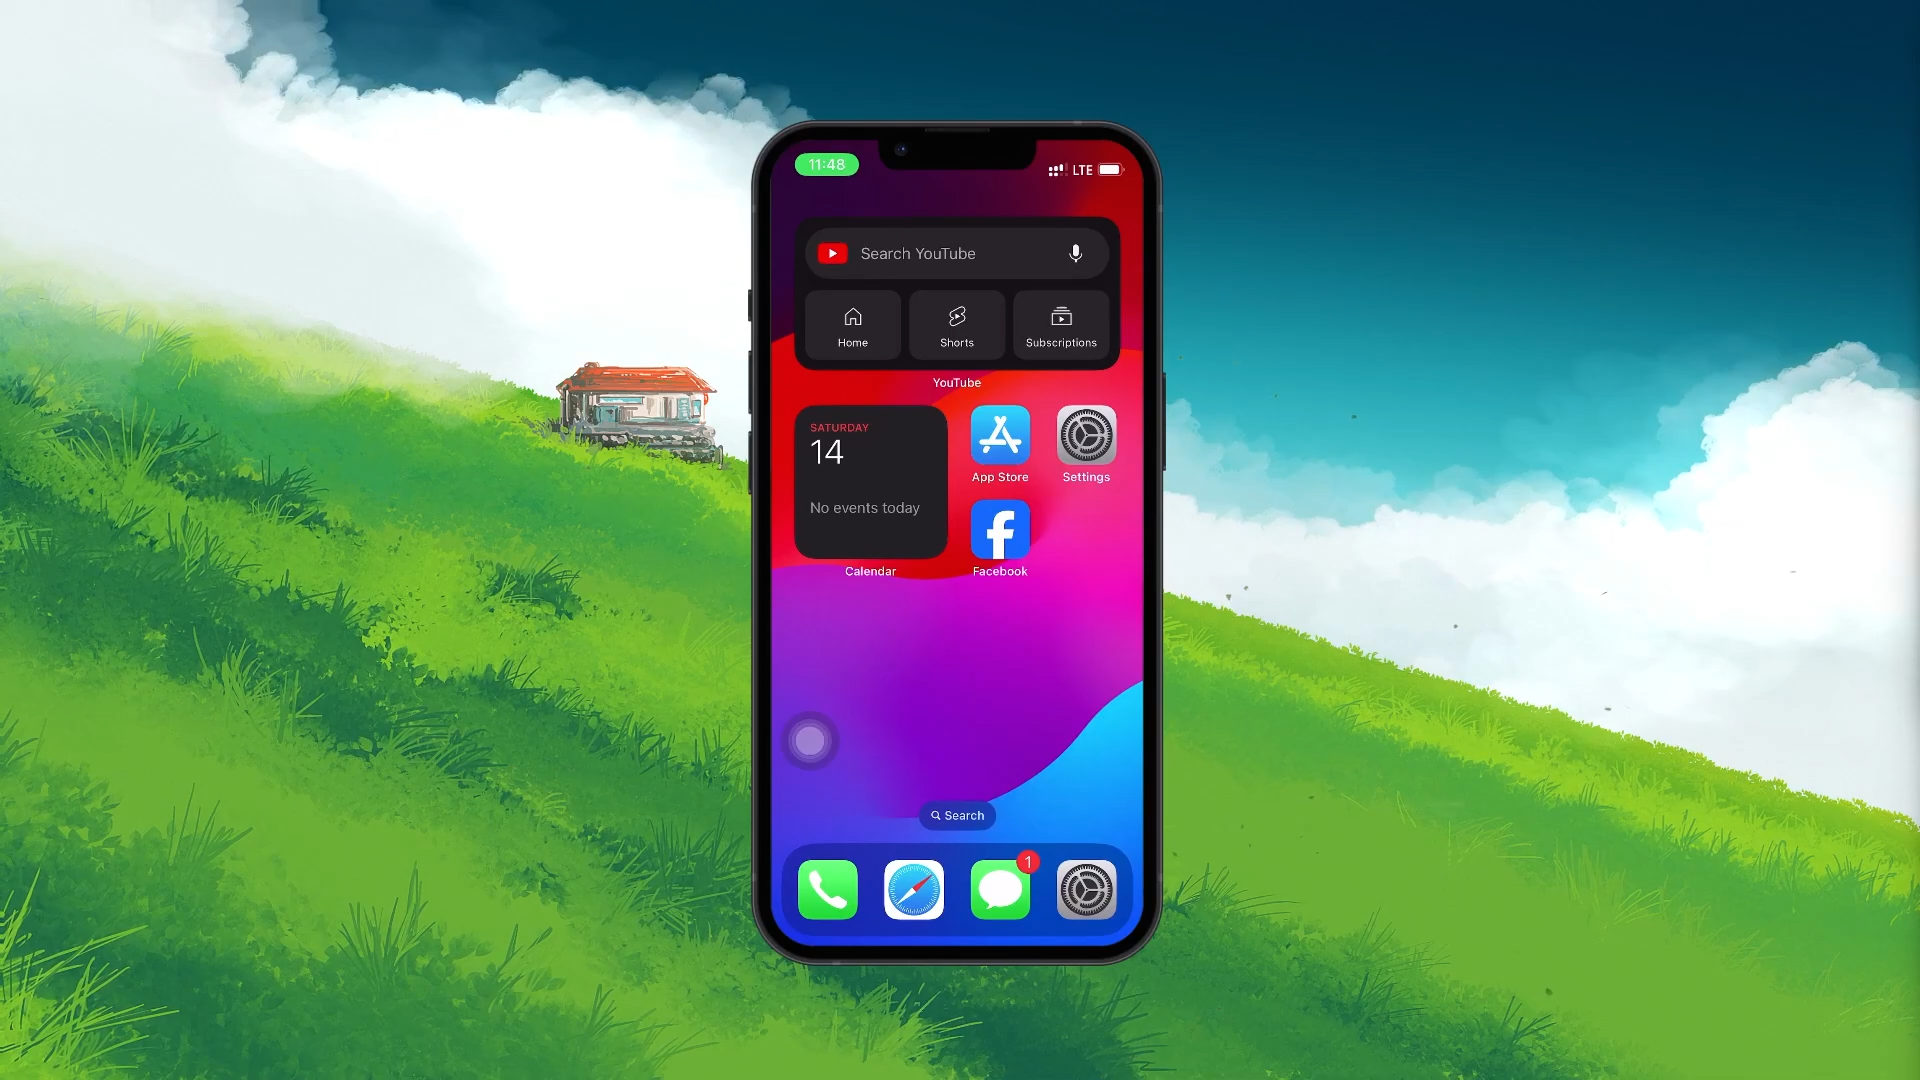 11:48
LTE
Search YouTube
Home Shorts Subscriptions
YouTube
SATURDAY
14
No events today
Calendar
App Store Settings
Facebook
Search
1